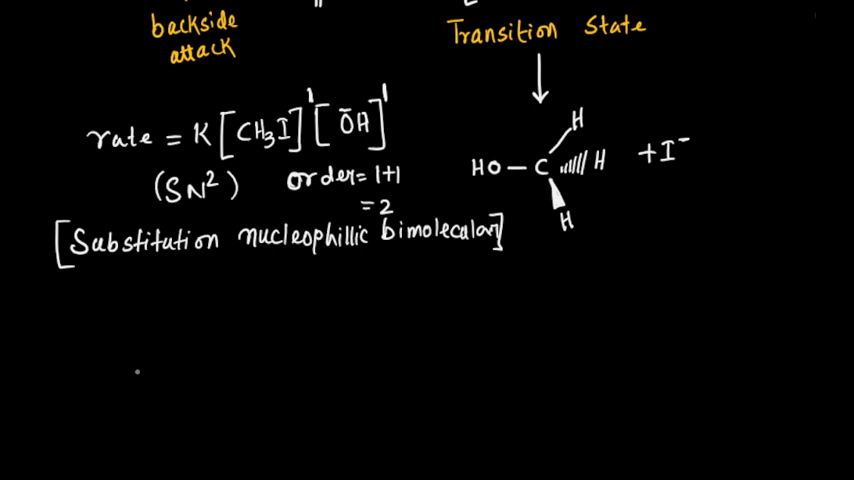 backside
attack
Transition State
rate = K[CH₃I]¹[ŌH]¹
(SN²)
order = 1+1
= 2
[Substitution nucleophillic bimolecular]
H
HO—C H +I⁻
H